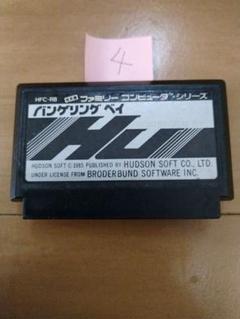 4
HFC-RB ファミリー コンピュータ・シリーズ
バンゲリング ベイ
HUDSON SOFT © 1985 PUBLISHED BY HUDSON SOFT CO., LTD.
UNDER LICENSE FROM BRODERBUND SOFTWARE INC.